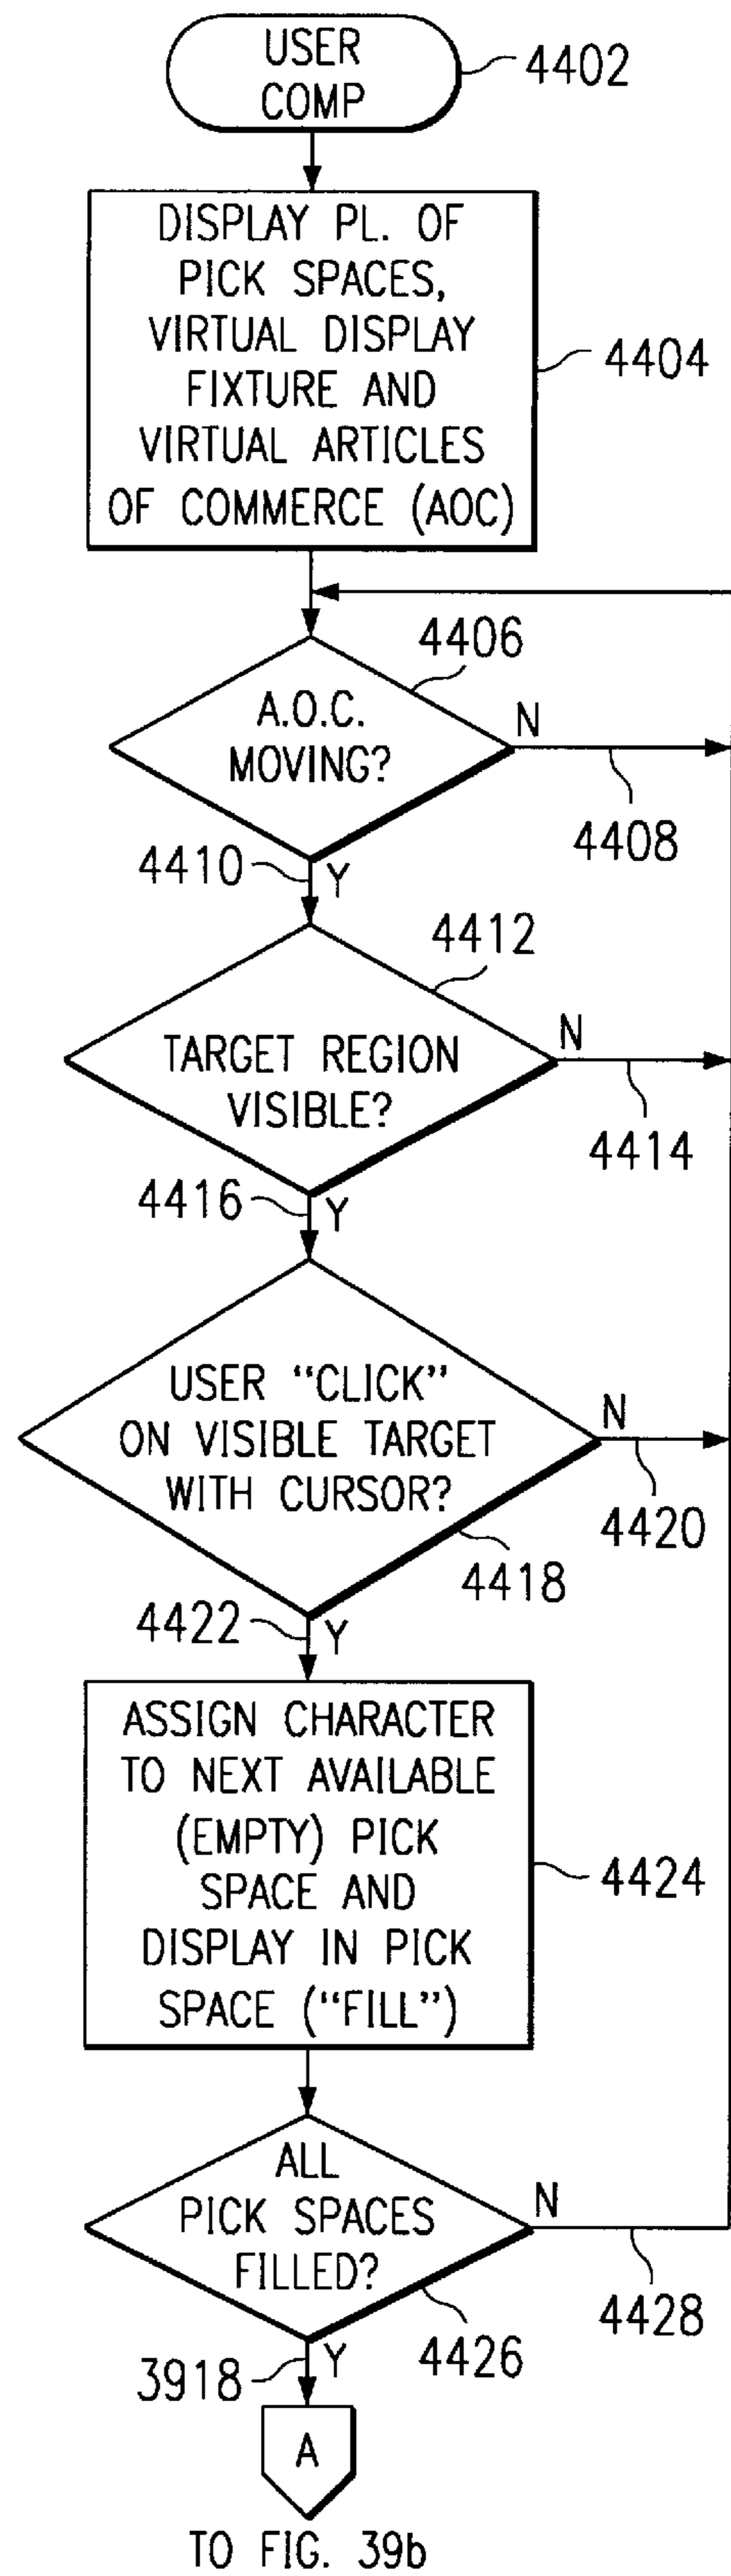 USER
COMP
4402
DISPLAY PL. OF
PICK SPACES,
VIRTUAL DISPLAY
FIXTURE AND
VIRTUAL ARTICLES
OF COMMERCE (AOC)
4404
4406
A.O.C.
MOVING?
N
4408
4410
Y
4412
TARGET REGION
VISIBLE?
N
4414
4416
Y
USER “CLICK”
ON VISIBLE TARGET
WITH CURSOR?
N
4420
4418
4422
Y
ASSIGN CHARACTER
TO NEXT AVAILABLE
(EMPTY) PICK
SPACE AND
DISPLAY IN PICK
SPACE (“FILL”)
4424
ALL
PICK SPACES
FILLED?
N
4428
4426
3918
Y
A
TO FIG. 39b